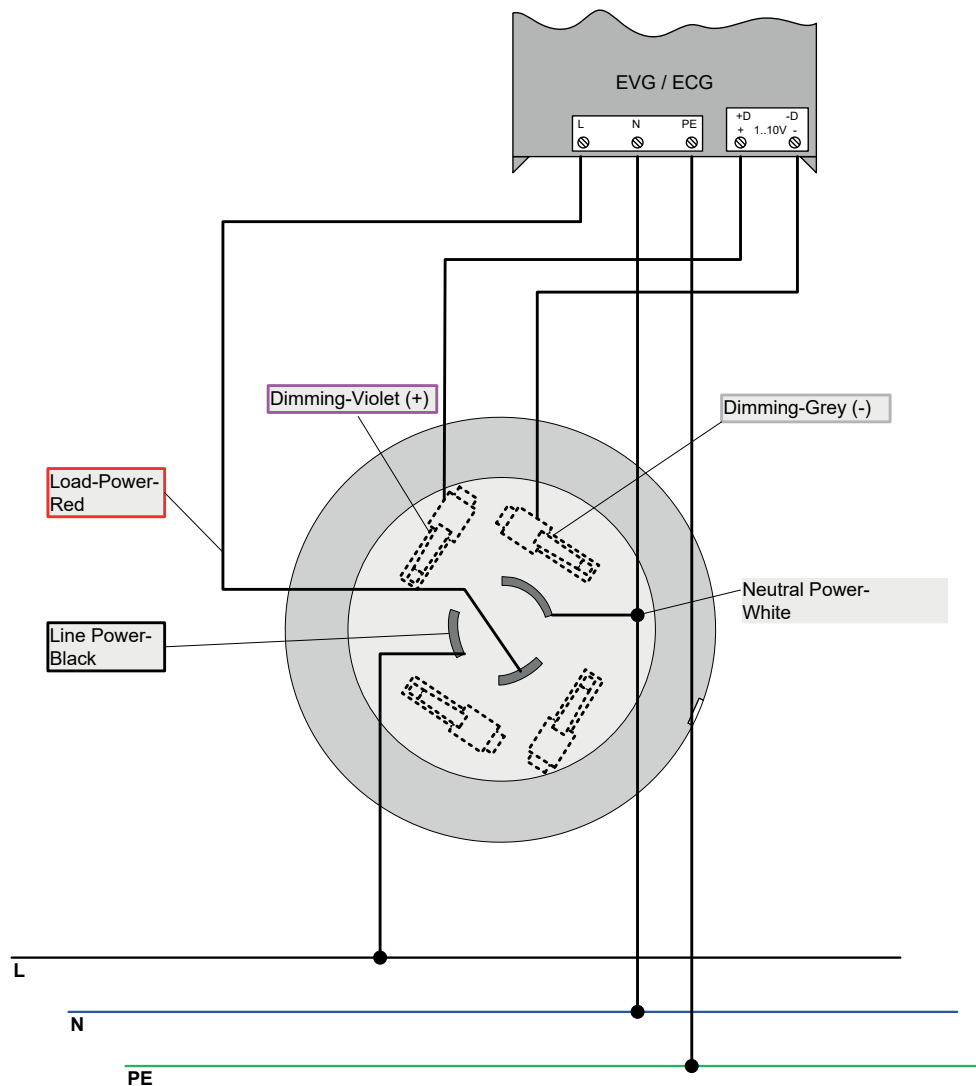 EVG / ECG
L N PE
+D -D
+ 1..10V -
Dimming-Violet (+)
Dimming-Grey (-)
Load-Power-
Red
Neutral Power-
White
Line Power-
Black
L
N
PE